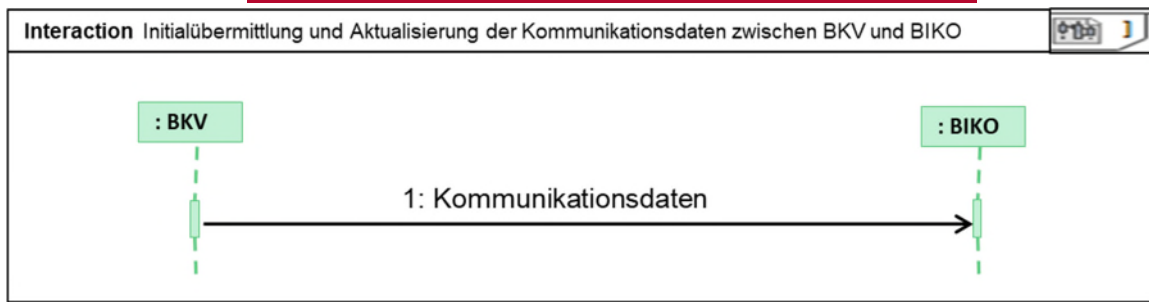 Interaction Initialübermittlung und Aktualisierung der Kommunikationsdaten zwischen BKV und BIKO
: BKV
: BIKO
1: Kommunikationsdaten